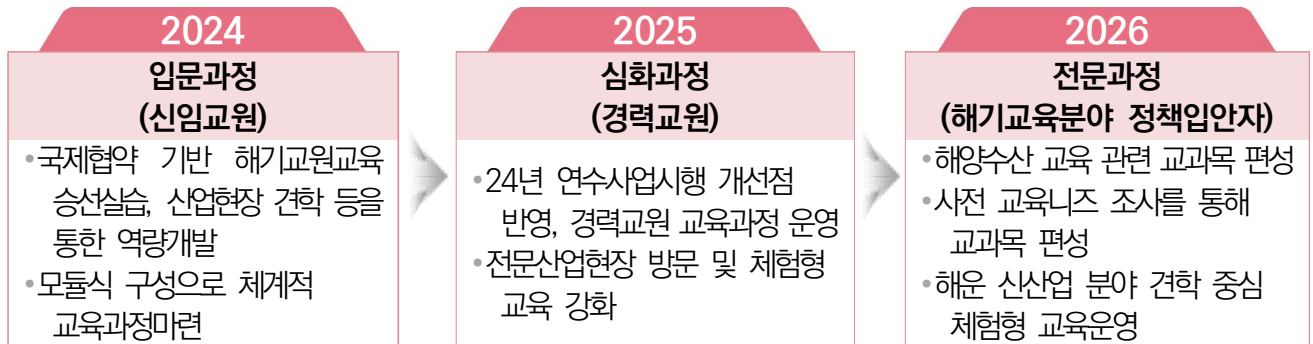 2024
입문과정
(신임교원)
•국제협약 기반 해기교원교육
승선실습, 산업현장 견학 등을
통한 역량개발
•모듈식 구성으로 체계적
교육과정마련
2025
심화과정
(경력교원)
•24년 연수사업시행 개선점
반영, 경력교원 교육과정 운영
•전문산업현장 방문 및 체험형
교육 강화
2026
전문과정
(해기교육분야 정책입안자)
•해양수산 교육 관련 교과목 편성
•사전 교육니즈 조사를 통해
교과목 편성
•해운 신산업 분야 견학 중심
체험형 교육운영